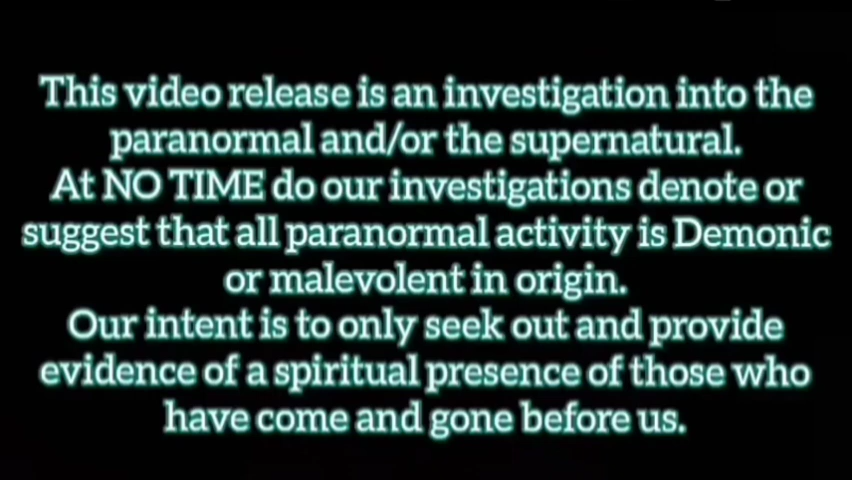 This video release is an investigation into the
paranormal and/or the supernatural.
At NO TIME do our investigations denote or
suggest that all paranormal activity is Demonic
or malevolent in origin.
Our intent is to only seek out and provide
evidence of a spiritual presence of those who
have come and gone before us.